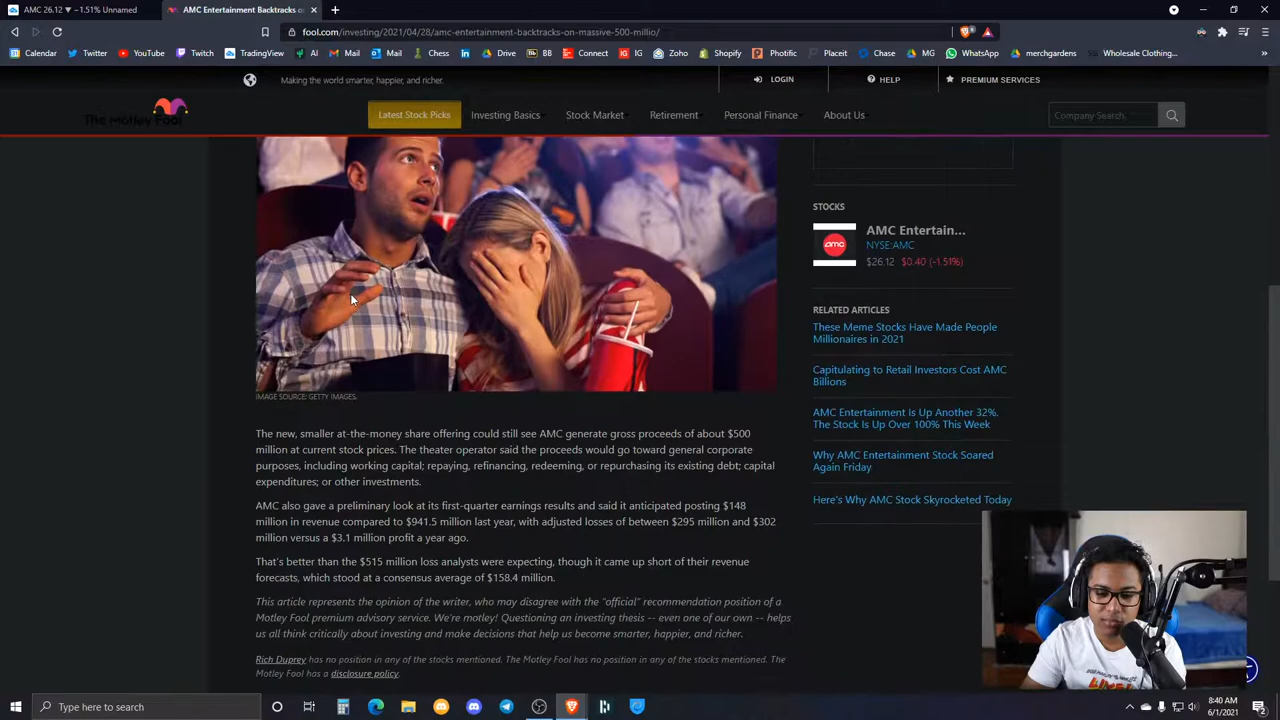 AMC 26.12 ▼ −1.51% Unnamed
AMC Entertainment Backtracks on
fool.com/investing/2021/04/28/amc-entertainment-backtracks-on-massive-500-millio/
Calendar Twitter YouTube Twitch TradingView AI Mail Coin LinkedIn Drive BB Connect IG Zoho Shopify Photific Placeit Chase MG WhatsApp merchgardens Wholesale Clothing...
Making the world smarter, happier, and richer.
LOGIN
HELP
PREMIUM SERVICES
The Motley Fool
Latest Stock Picks
Investing Basics
Stock Market
Retirement
Personal Finance
About Us
Company Search.
IMAGE SOURCE: GETTY IMAGES.
The new, smaller at-the-money share offering could still see AMC generate gross proceeds of about $500
million at current stock prices. The theater operator said the proceeds would go toward general corporate
purposes, including working capital; repaying, refinancing, redeeming, or repurchasing its existing debt; capital
expenditures; or other investments.
AMC also gave a preliminary look at its first-quarter earnings results and said it anticipated posting $148
million in revenue compared to $941.5 million last year, with adjusted losses of between $295 million and $302
million versus a $3.1 million profit a year ago.
That's better than the $515 million loss analysts were expecting, though it came up short of their revenue
forecasts, which stood at a consensus average of $158.4 million.
This article represents the opinion of the writer, who may disagree with the "official" recommendation position of a
Motley Fool premium advisory service. We're motley! Questioning an investing thesis -- even one of our own -- helps
us all think critically about investing and make decisions that help us become smarter, happier, and richer.
Rich Duprey has no position in any of the stocks mentioned. The Motley Fool has no position in any of the stocks mentioned. The
Motley Fool has a disclosure policy.
STOCKS
amc
AMC Entertain...
NYSE:AMC
$26.12 $0.40 (-1.51%)
RELATED ARTICLES
These Meme Stocks Have Made People
Millionaires in 2021
Capitulating to Retail Investors Cost AMC
Billions
AMC Entertainment Is Up Another 32%.
The Stock Is Up Over 100% This Week
Why AMC Entertainment Stock Soared
Again Friday
Here's Why AMC Stock Skyrocketed Today
Type here to search
8:40 AM
6/1/2021